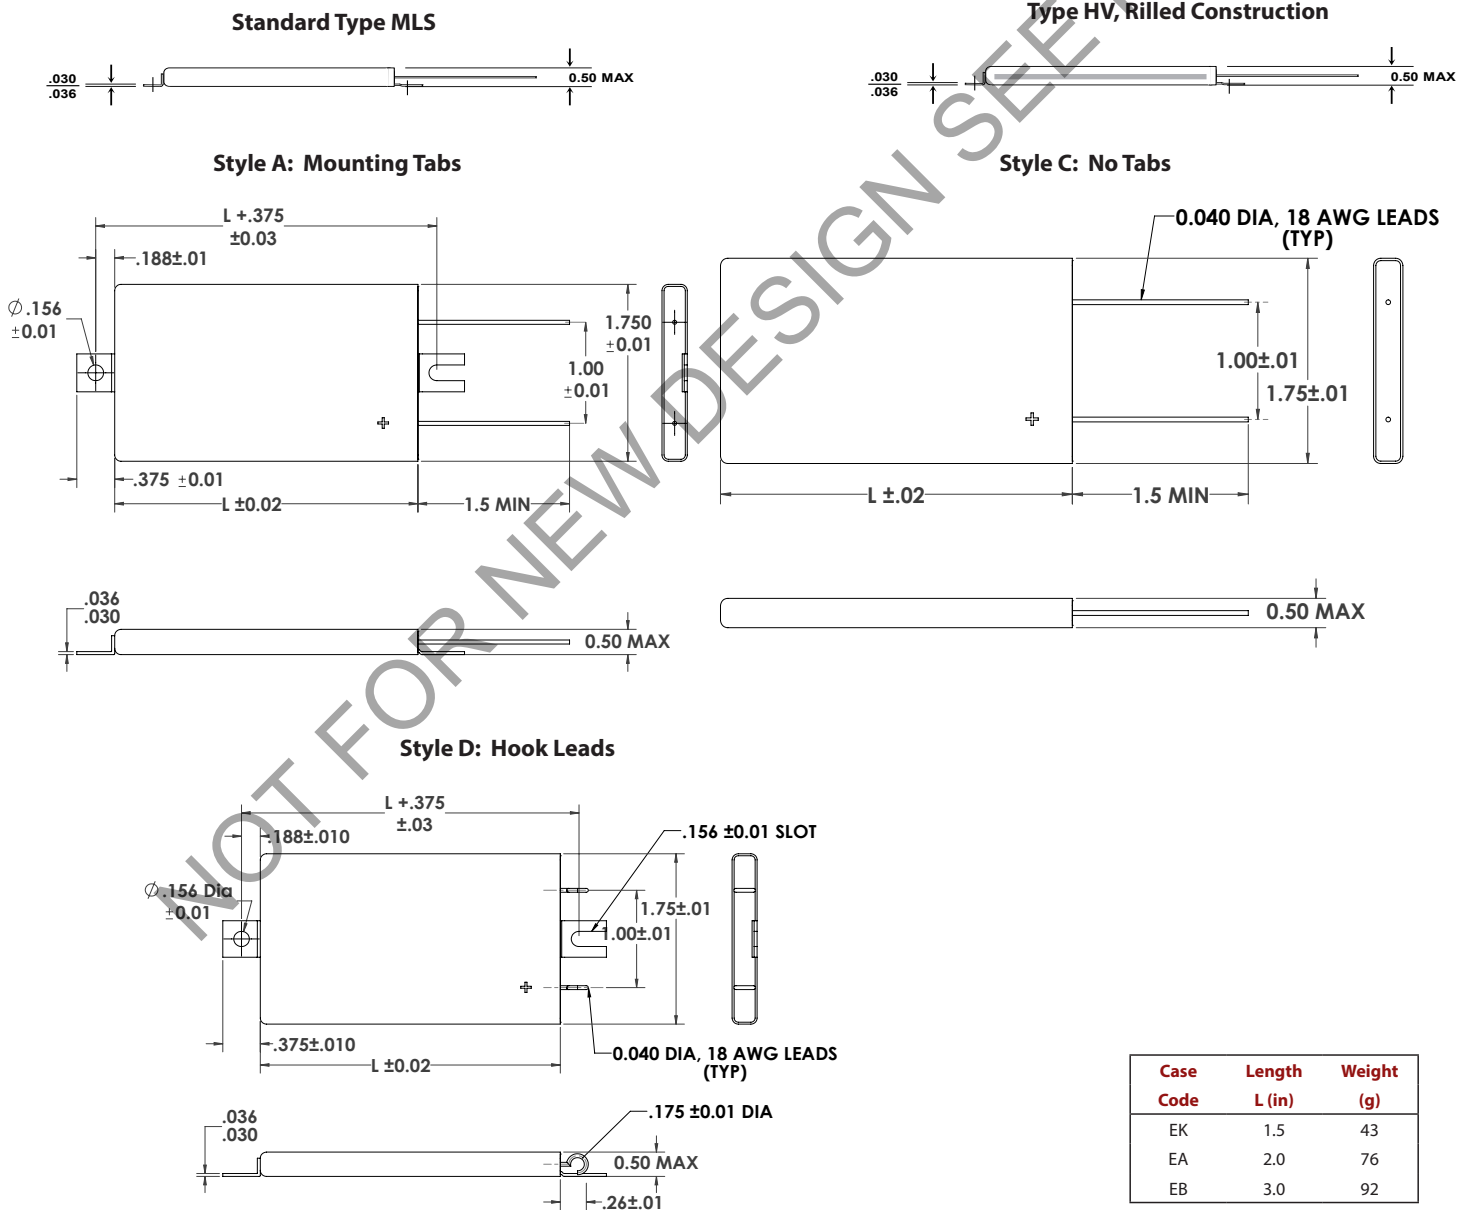 Standard Type MLS
Type HV, Rilled Construction
.030
.036
0.50 MAX
.030
.036
0.50 MAX
Style A: Mounting Tabs
Style C: No Tabs
L +.375
±0.03
.188±.01
Ø .156
±0.01
1.750
±0.01
1.00
±0.01
+
.375 ±0.01
L ±0.02
1.5 MIN
0.040 DIA, 18 AWG LEADS
(TYP)
1.00±.01
1.75±.01
+
L ±.02
1.5 MIN
.036
.030
0.50 MAX
0.50 MAX
Style D: Hook Leads
L +.375
±.03
.188±.010
.156 ±0.01 SLOT
Ø .156 Dia
±0.01
1.75±.01
1.00±.01
+
.375±.010
L ±0.02
0.040 DIA, 18 AWG LEADS
(TYP)
.036
.030
.175 ±0.01 DIA
0.50 MAX
.26±.01
Case Length Weight
Code L (in) (g)
EK 1.5 43
EA 2.0 76
EB 3.0 92
NOT FOR NEW DESIGN SEE